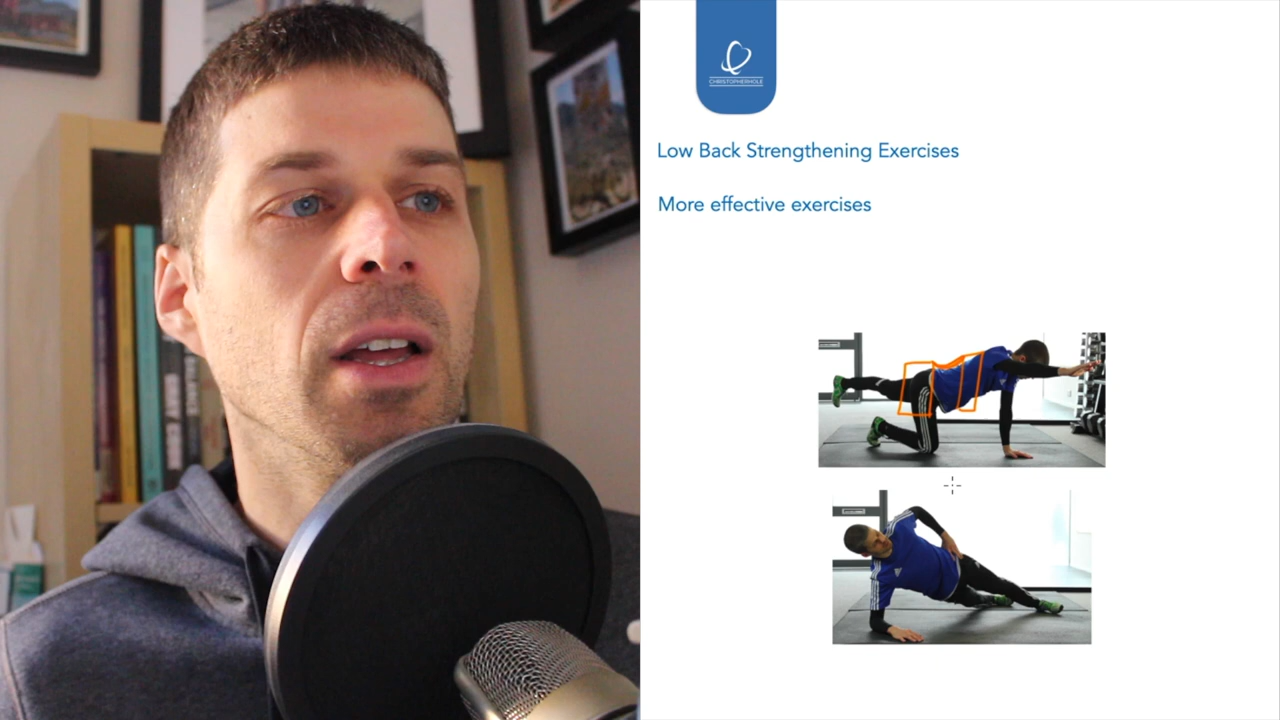 CHRISTOPHERHOLE
Low Back Strengthening Exercises
More effective exercises